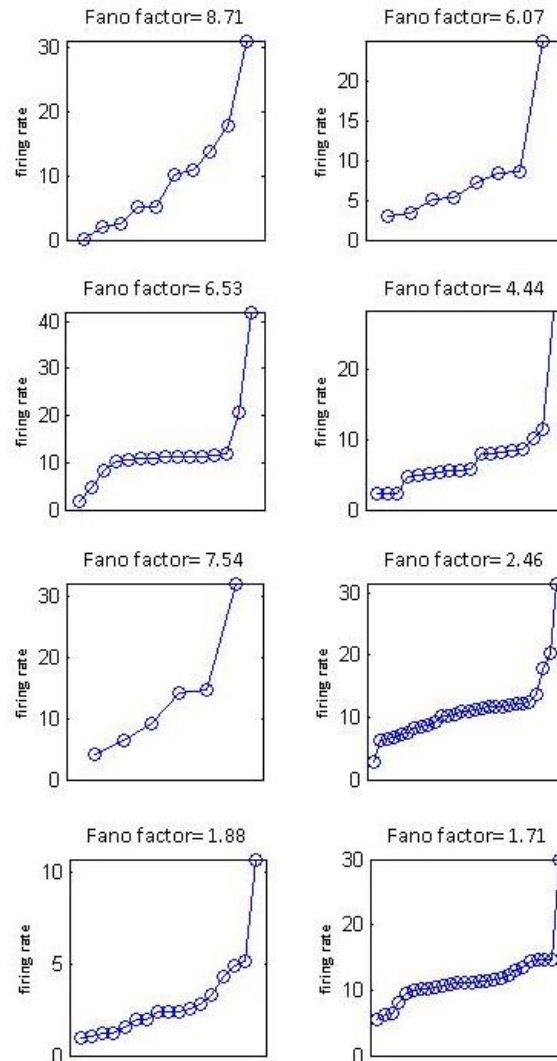 Fano factor= 8.71
30
20
10
0
firing rate
Fano factor= 6.07
25
20
15
10
5
0
firing rate
Fano factor= 6.53
40
30
20
10
0
firing rate
Fano factor= 4.44
20
10
0
firing rate
Fano factor= 7.54
30
20
10
0
firing rate
Fano factor= 2.46
30
20
10
0
firing rate
Fano factor= 1.88
10
5
0
firing rate
Fano factor= 1.71
30
20
10
0
firing rate